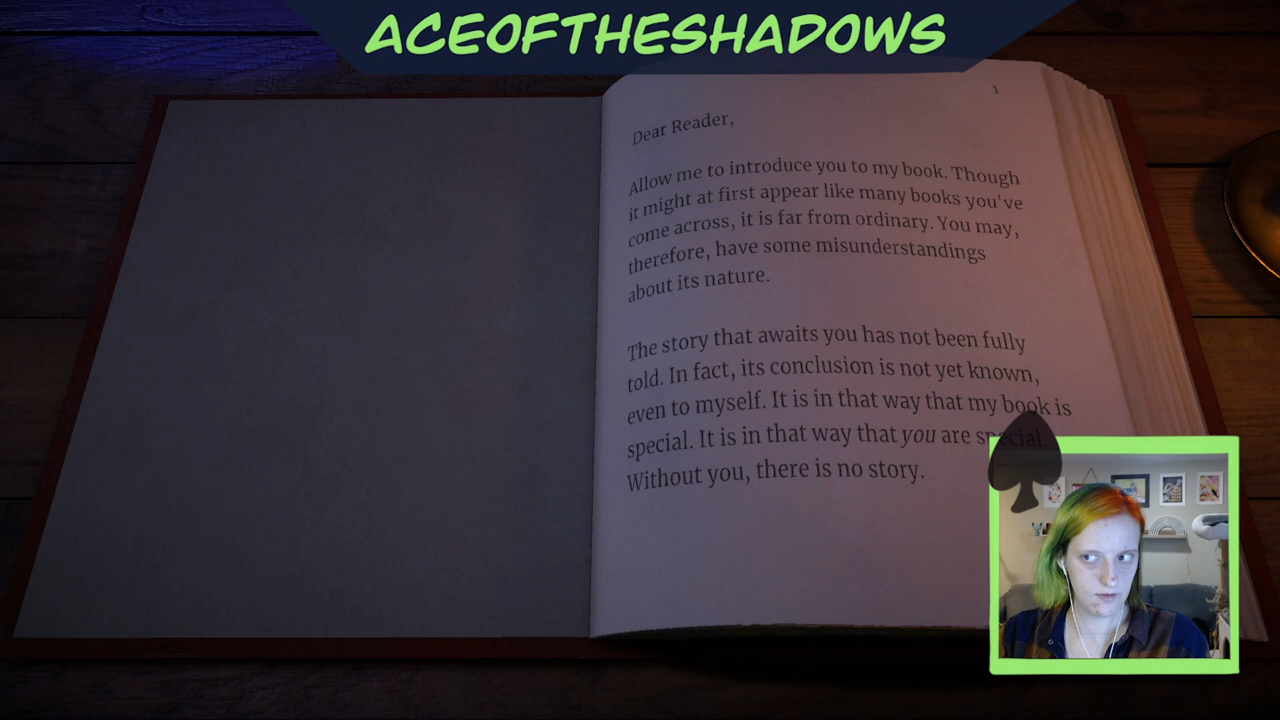 ACEOFTHESHADOWS
1
Dear Reader,
Allow me to introduce you to my book. Though
it might at first appear like many books you've
come across, it is far from ordinary. You may,
therefore, have some misunderstandings
about its nature.
The story that awaits you has not been fully
told. In fact, its conclusion is not yet known,
even to myself. It is in that way that my book is
special. It is in that way that you are special.
Without you, there is no story.